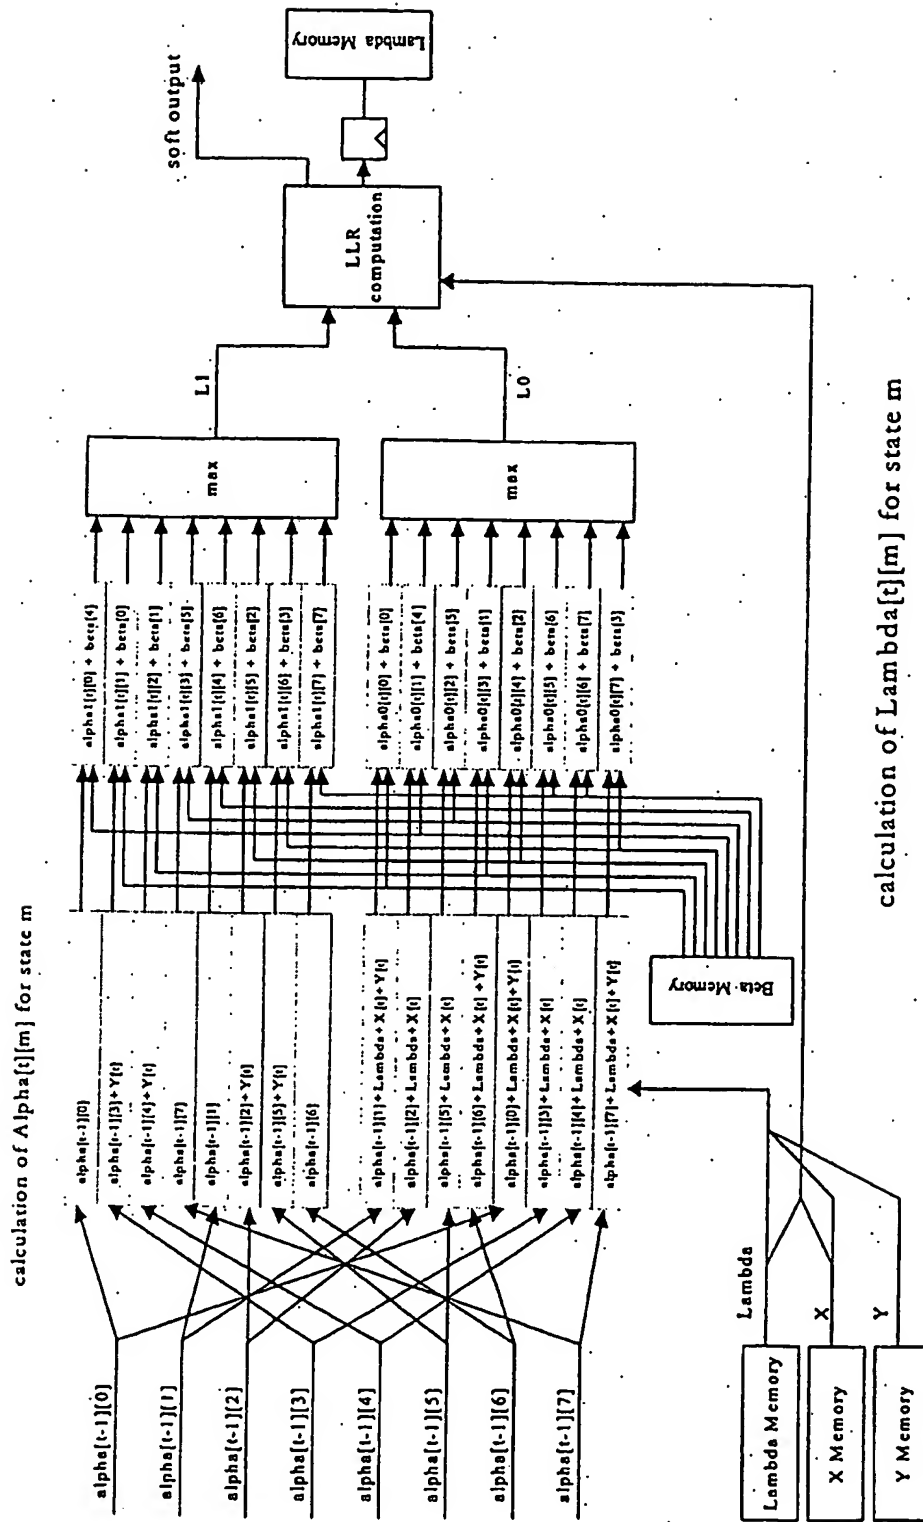 calculation of Alpha[t][m] for state m
alpha[t-1][0]
alpha[t-1][1]
alpha[t-1][2]
alpha[t-1][3]
alpha[t-1][4]
alpha[t-1][5]
alpha[t-1][6]
alpha[t-1][7]
alpha[t-1][0]
alpha[t-1][3]+Y[t]
alpha[t-1][4]+Y[t]
alpha[t-1][7]
alpha[t-1][1]
alpha[t-1][2]+Y[t]
alpha[t-1][5]+Y[t]
alpha[t-1][6]
alpha[t-1][1]+Lambda+X[t]+Y[t]
alpha[t-1][2]+Lambda+X[t]
alpha[t-1][5]+Lambda+X[t]
alpha[t-1][6]+Lambda+X[t]+Y[t]
alpha[t-1][0]+Lambda+X[t]+Y[t]
alpha[t-1][3]+Lambda+X[t]
alpha[t-1][4]+Lambda+X[t]
alpha[t-1][7]+Lambda+X[t]+Y[t]
alpha1[t][0] + beta[4]
alpha1[t][1] + beta[0]
alpha1[t][2] + beta[1]
alpha1[t][3] + beta[5]
alpha1[t][4] + beta[6]
alpha1[t][5] + beta[2]
alpha1[t][6] + beta[3]
alpha1[t][7] + beta[7]
alpha0[t][0] + beta[0]
alpha0[t][1] + beta[4]
alpha0[t][2] + beta[5]
alpha0[t][3] + beta[1]
alpha0[t][4] + beta[2]
alpha0[t][5] + beta[6]
alpha0[t][6] + beta[7]
alpha0[t][7] + beta[3]
max
max
L1
L0
LLR
computation
soft output
Lambda Memory
Beta Memory
Lambda Memory
X Memory
Y Memory
Lambda
X
Y
calculation of Lambda[t][m] for state m